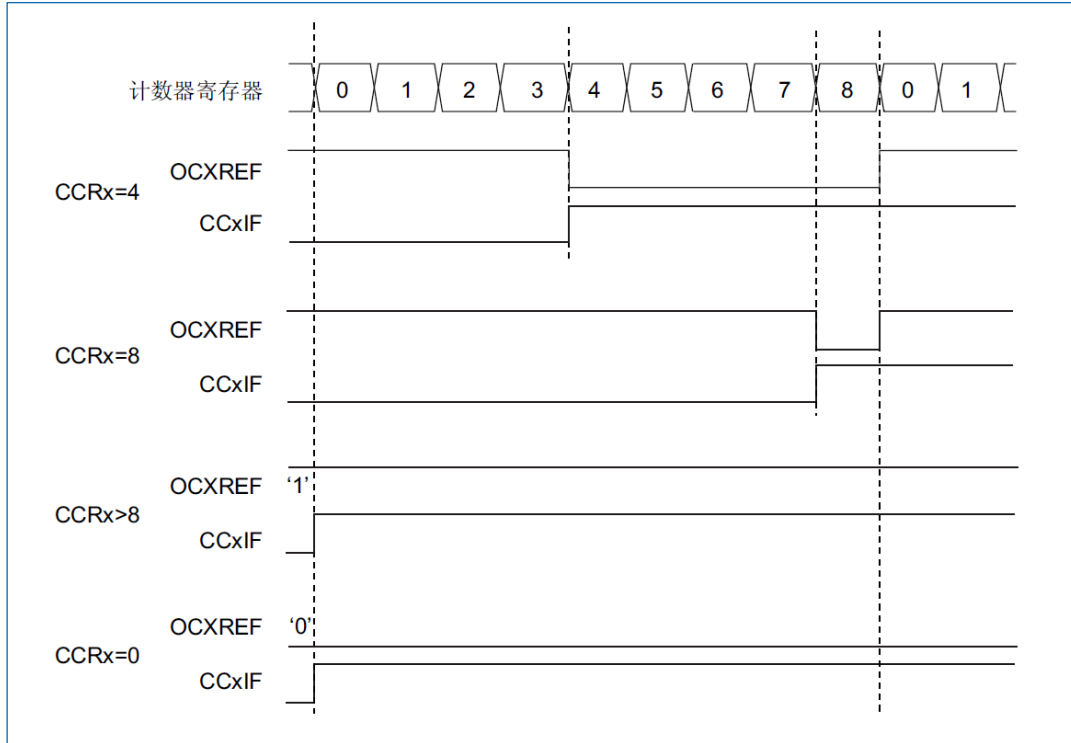 计数器寄存器 0 1 2 3 4 5 6 7 8 0 1
OCXREF
CCRx=4
CCxIF
OCXREF
CCRx=8
CCxIF
OCXREF '1'
CCRx>8
CCxIF
OCXREF '0'
CCRx=0
CCxIF